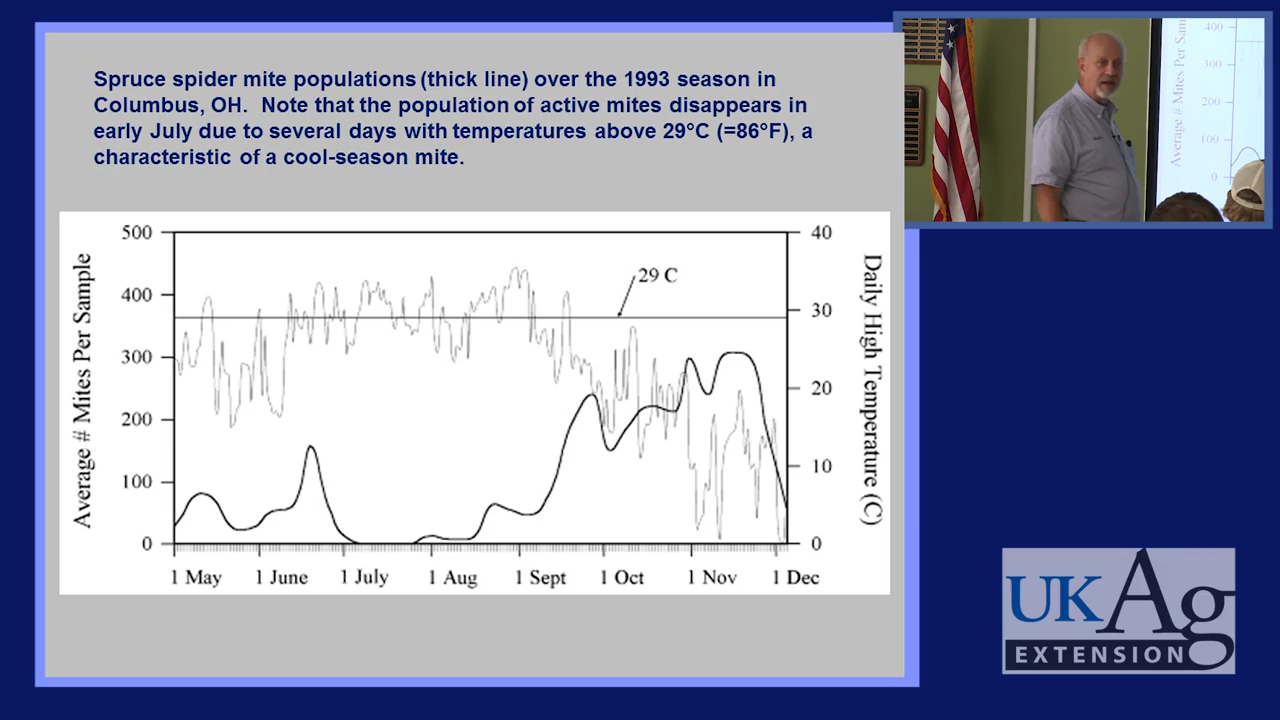 Spruce spider mite populations (thick line) over the 1993 season in
Columbus, OH. Note that the population of active mites disappears in
early July due to several days with temperatures above 29°C (=86°F), a
characteristic of a cool-season mite.
500
400
300
200
100
0
Average # Mites Per Sample
29 C
40
30
20
10
0
Daily High Temperature (C)
1 May
1 June
1 July
1 Aug
1 Sept
1 Oct
1 Nov
1 Dec
400
300
200
100
0
Average # Mites Per Sam
UKAg
EXTENSION